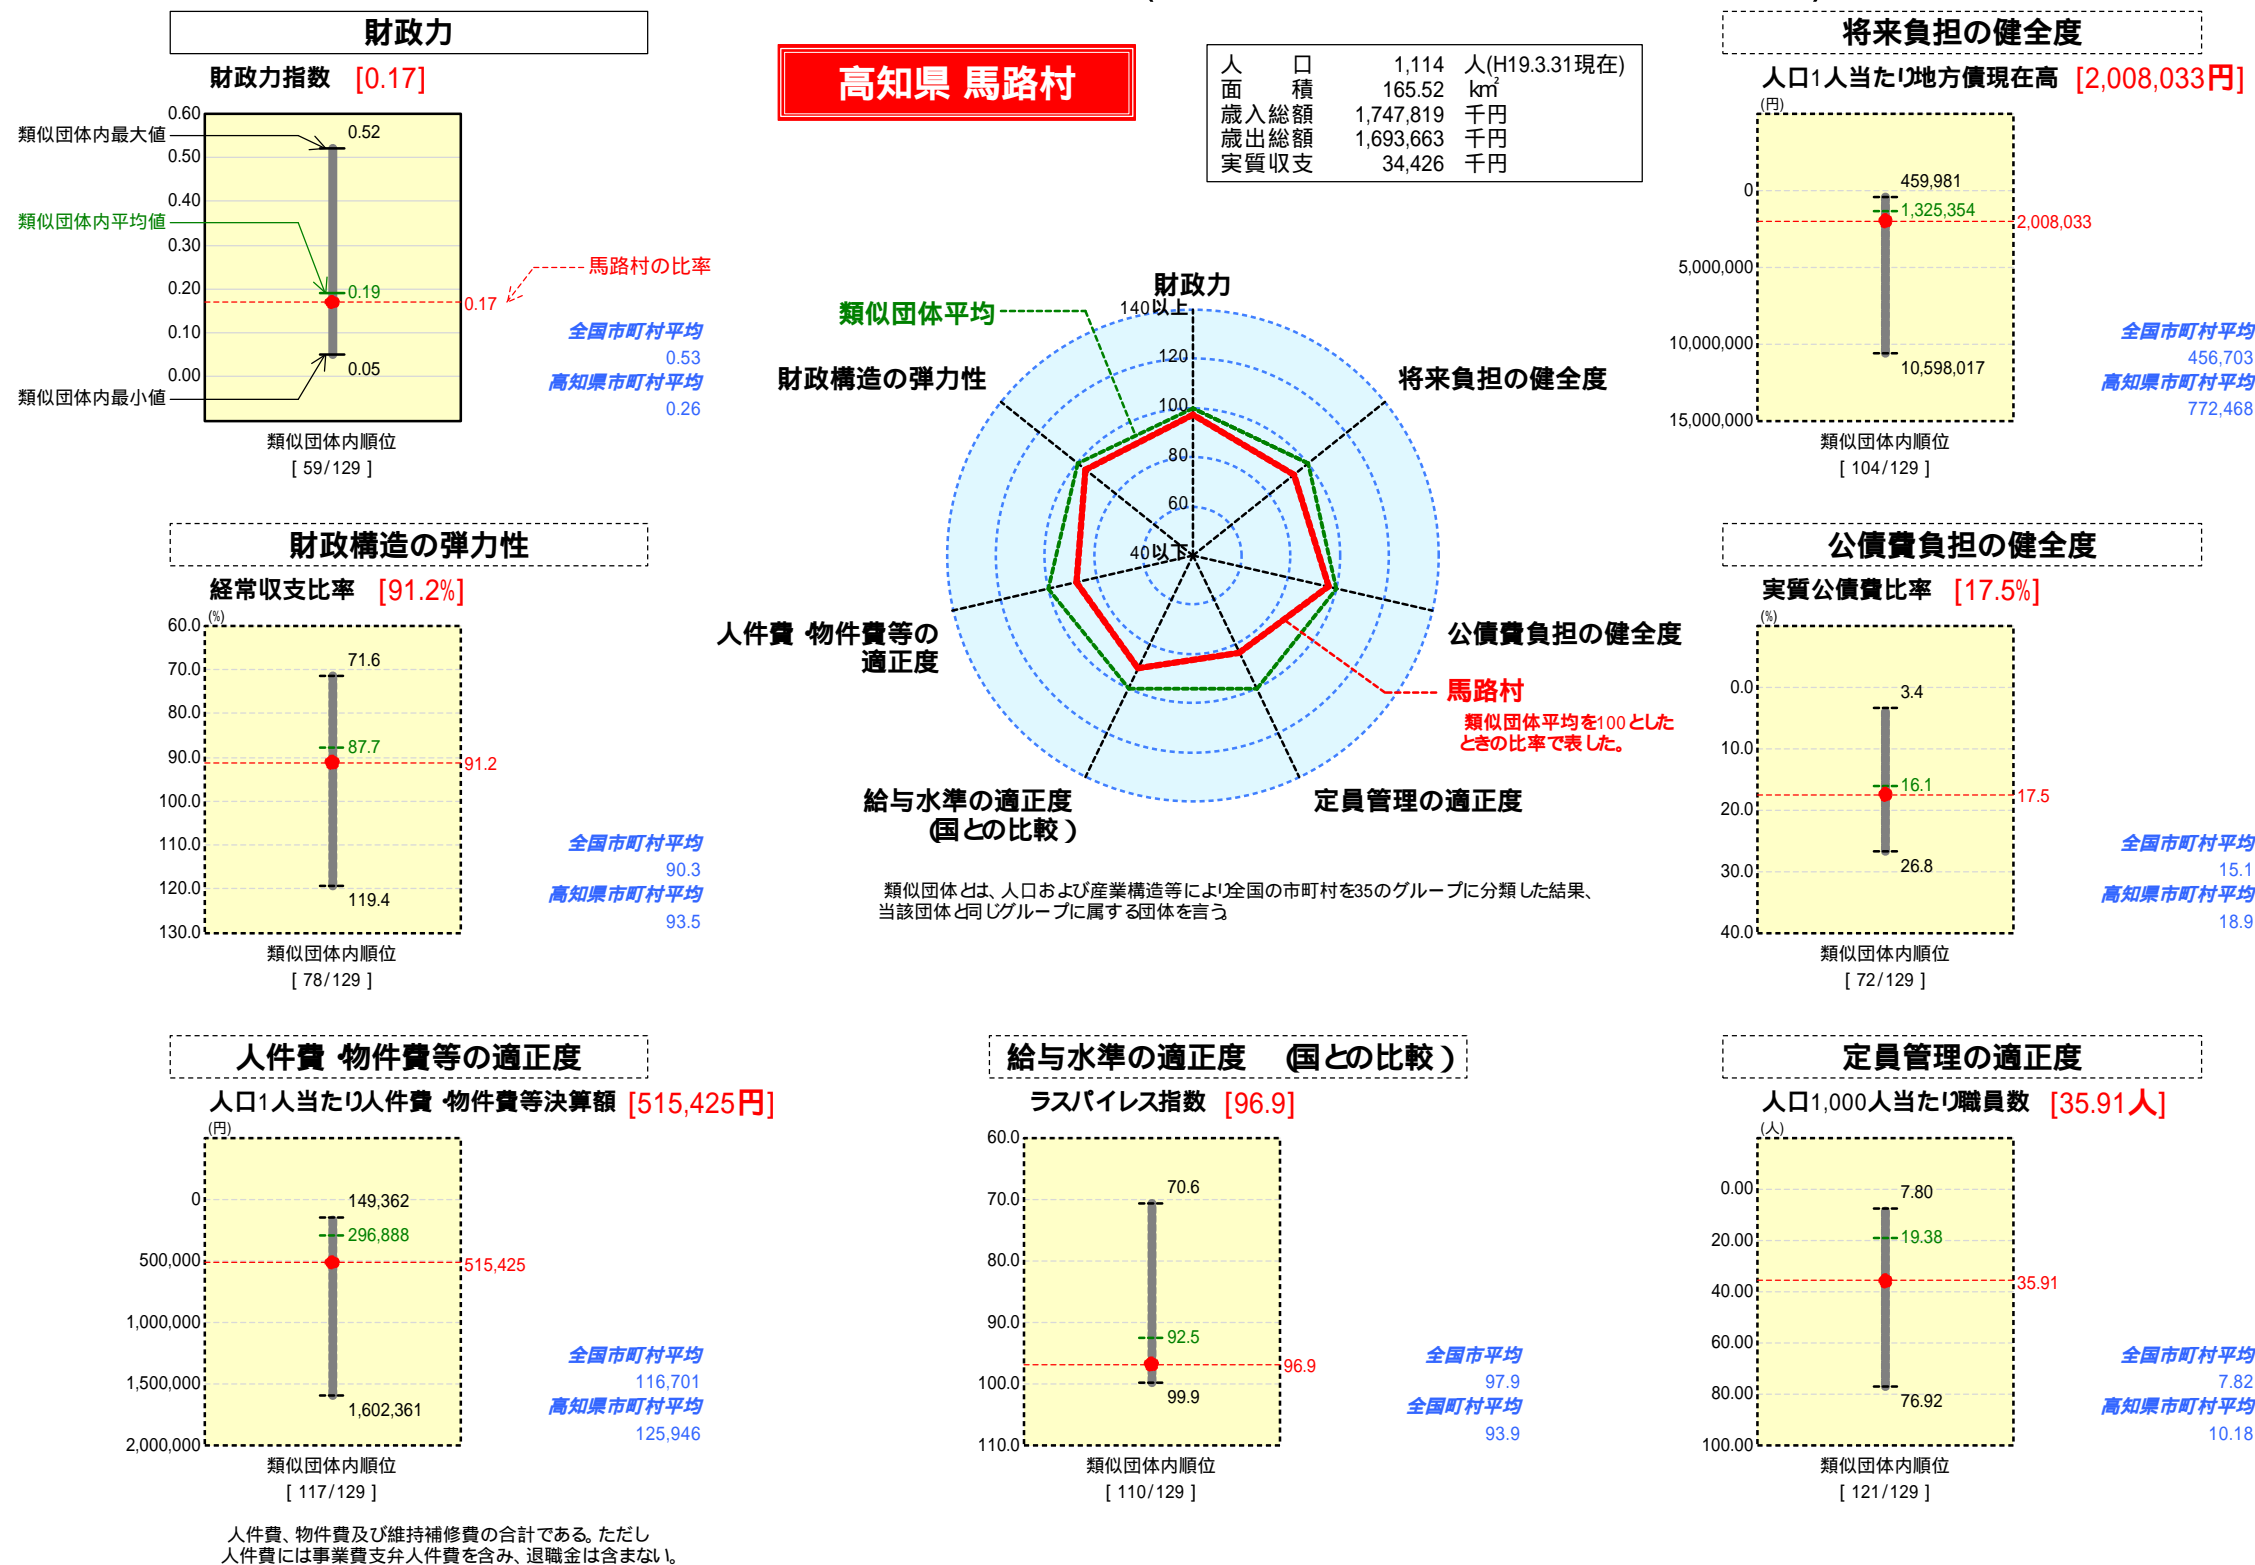 財政力
財政力指数 [0.17]
0.60
0.50
0.40
0.30
0.20
0.10
0.00
類似団体内最大値
類似団体内平均値
類似団体内最小値
0.52
0.19
0.05
0.17
馬路村の比率
全国市町村平均
0.53
高知県市町村平均
0.26
類似団体内順位
[ 59/129 ]
高知県 馬路村
人口 1,114 人(H19.3.31現在)
面積 165.52 km²
歳入総額 1,747,819 千円
歳出総額 1,693,663 千円
実質収支 34,426 千円
将来負担の健全度
人口1人当たり地方債現在高 [2,008,033円]
(円)
0
5,000,000
10,000,000
15,000,000
459,981
1,325,354
2,008,033
10,598,017
全国市町村平均
456,703
高知県市町村平均
772,468
類似団体内順位
[ 104/129 ]
財政力
類似団体平均
140以上
120
100
80
60
40以下
財政構造の弾力性
将来負担の健全度
人件費・物件費等の
適正度
公債費負担の健全度
馬路村
類似団体平均を100とした
ときの比率で表した。
給与水準の適正度
(国との比較)
定員管理の適正度
類似団体とは、人口および産業構造等により全国の市町村を35のグループに分類した結果、
当該団体と同じグループに属する団体を言う。
財政構造の弾力性
経常収支比率 [91.2%]
(%)
60.0
70.0
80.0
90.0
100.0
110.0
120.0
130.0
71.6
87.7
91.2
119.4
全国市町村平均
90.3
高知県市町村平均
93.5
類似団体内順位
[ 78/129 ]
公債費負担の健全度
実質公債費比率 [17.5%]
(%)
0.0
10.0
20.0
30.0
40.0
3.4
16.1
17.5
26.8
全国市町村平均
15.1
高知県市町村平均
18.9
類似団体内順位
[ 72/129 ]
人件費・物件費等の適正度
人口1人当たり人件費・物件費等決算額 [515,425円]
(円)
0
500,000
1,000,000
1,500,000
2,000,000
149,362
296,888
515,425
1,602,361
全国市町村平均
116,701
高知県市町村平均
125,946
類似団体内順位
[ 117/129 ]
人件費、物件費及び維持補修費の合計である。ただし
人件費には事業費支弁人件費を含み、退職金は含まない。
給与水準の適正度 (国との比較)
ラスパイレス指数 [96.9]
60.0
70.0
80.0
90.0
100.0
110.0
70.6
92.5
96.9
99.9
全国市平均
97.9
全国町村平均
93.9
類似団体内順位
[ 110/129 ]
定員管理の適正度
人口1,000人当たり職員数 [35.91人]
(人)
0.00
20.00
40.00
60.00
80.00
100.00
7.80
19.38
35.91
76.92
全国市町村平均
7.82
高知県市町村平均
10.18
類似団体内順位
[ 121/129 ]